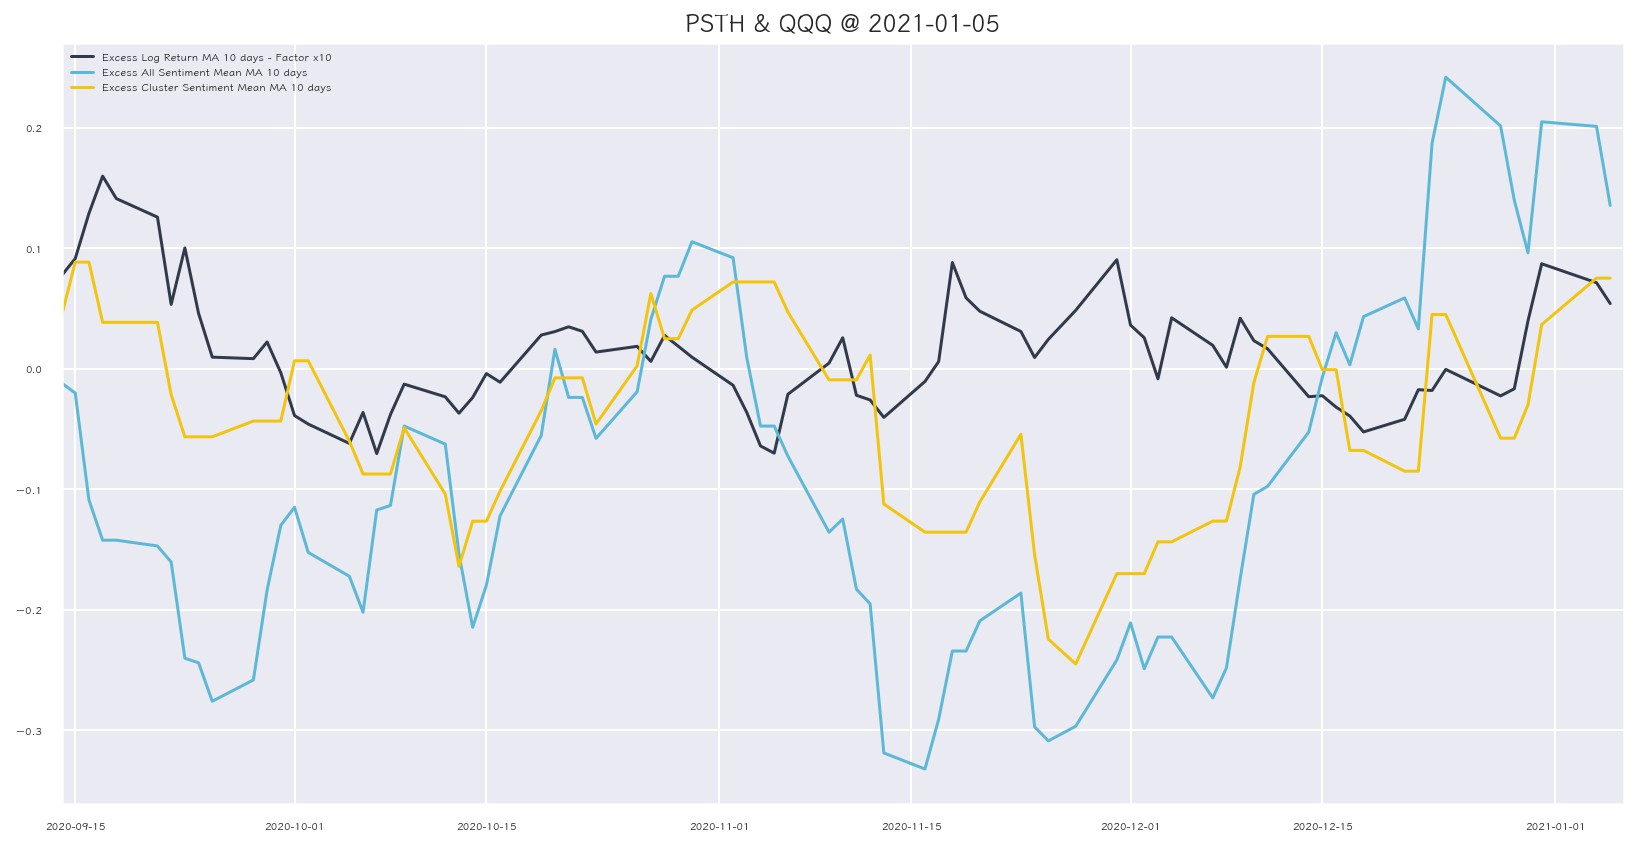 PSTH & QQQ @ 2021-01-05
Excess Log Return MA 10 days - Factor x10
Excess All Sentiment Mean MA 10 days
Excess Cluster Sentiment Mean MA 10 days
0.2
0.1
0.0
−0.1
−0.2
−0.3
2020-09-15 2020-10-01 2020-10-15 2020-11-01 2020-11-15 2020-12-01 2020-12-15 2021-01-01